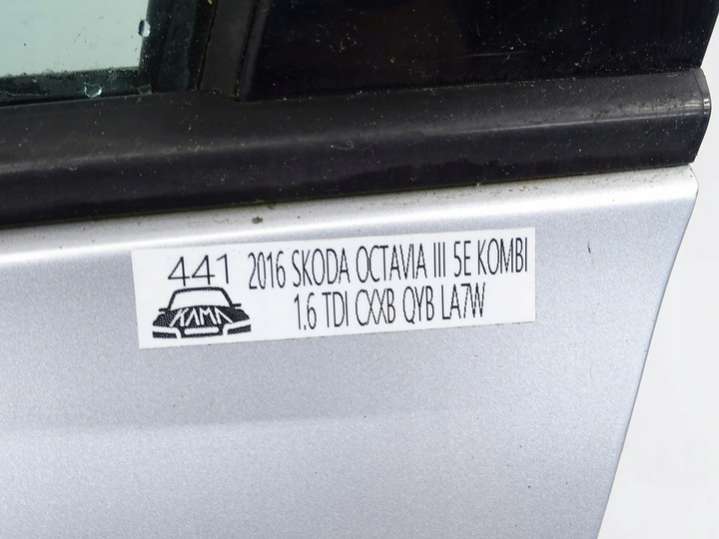 441
2016 SKODA OCTAVIA III 5E KOMBI
1.6 TDI CXXB QYB LA7W
KAMA